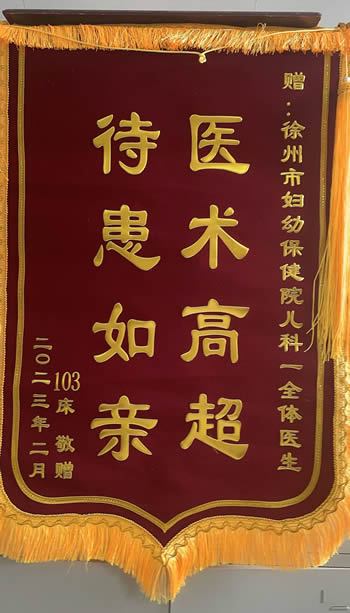 赠：徐州市妇幼保健院儿科一全体医生
医术高超
待患如亲
103床 敬赠
二〇二三年二月